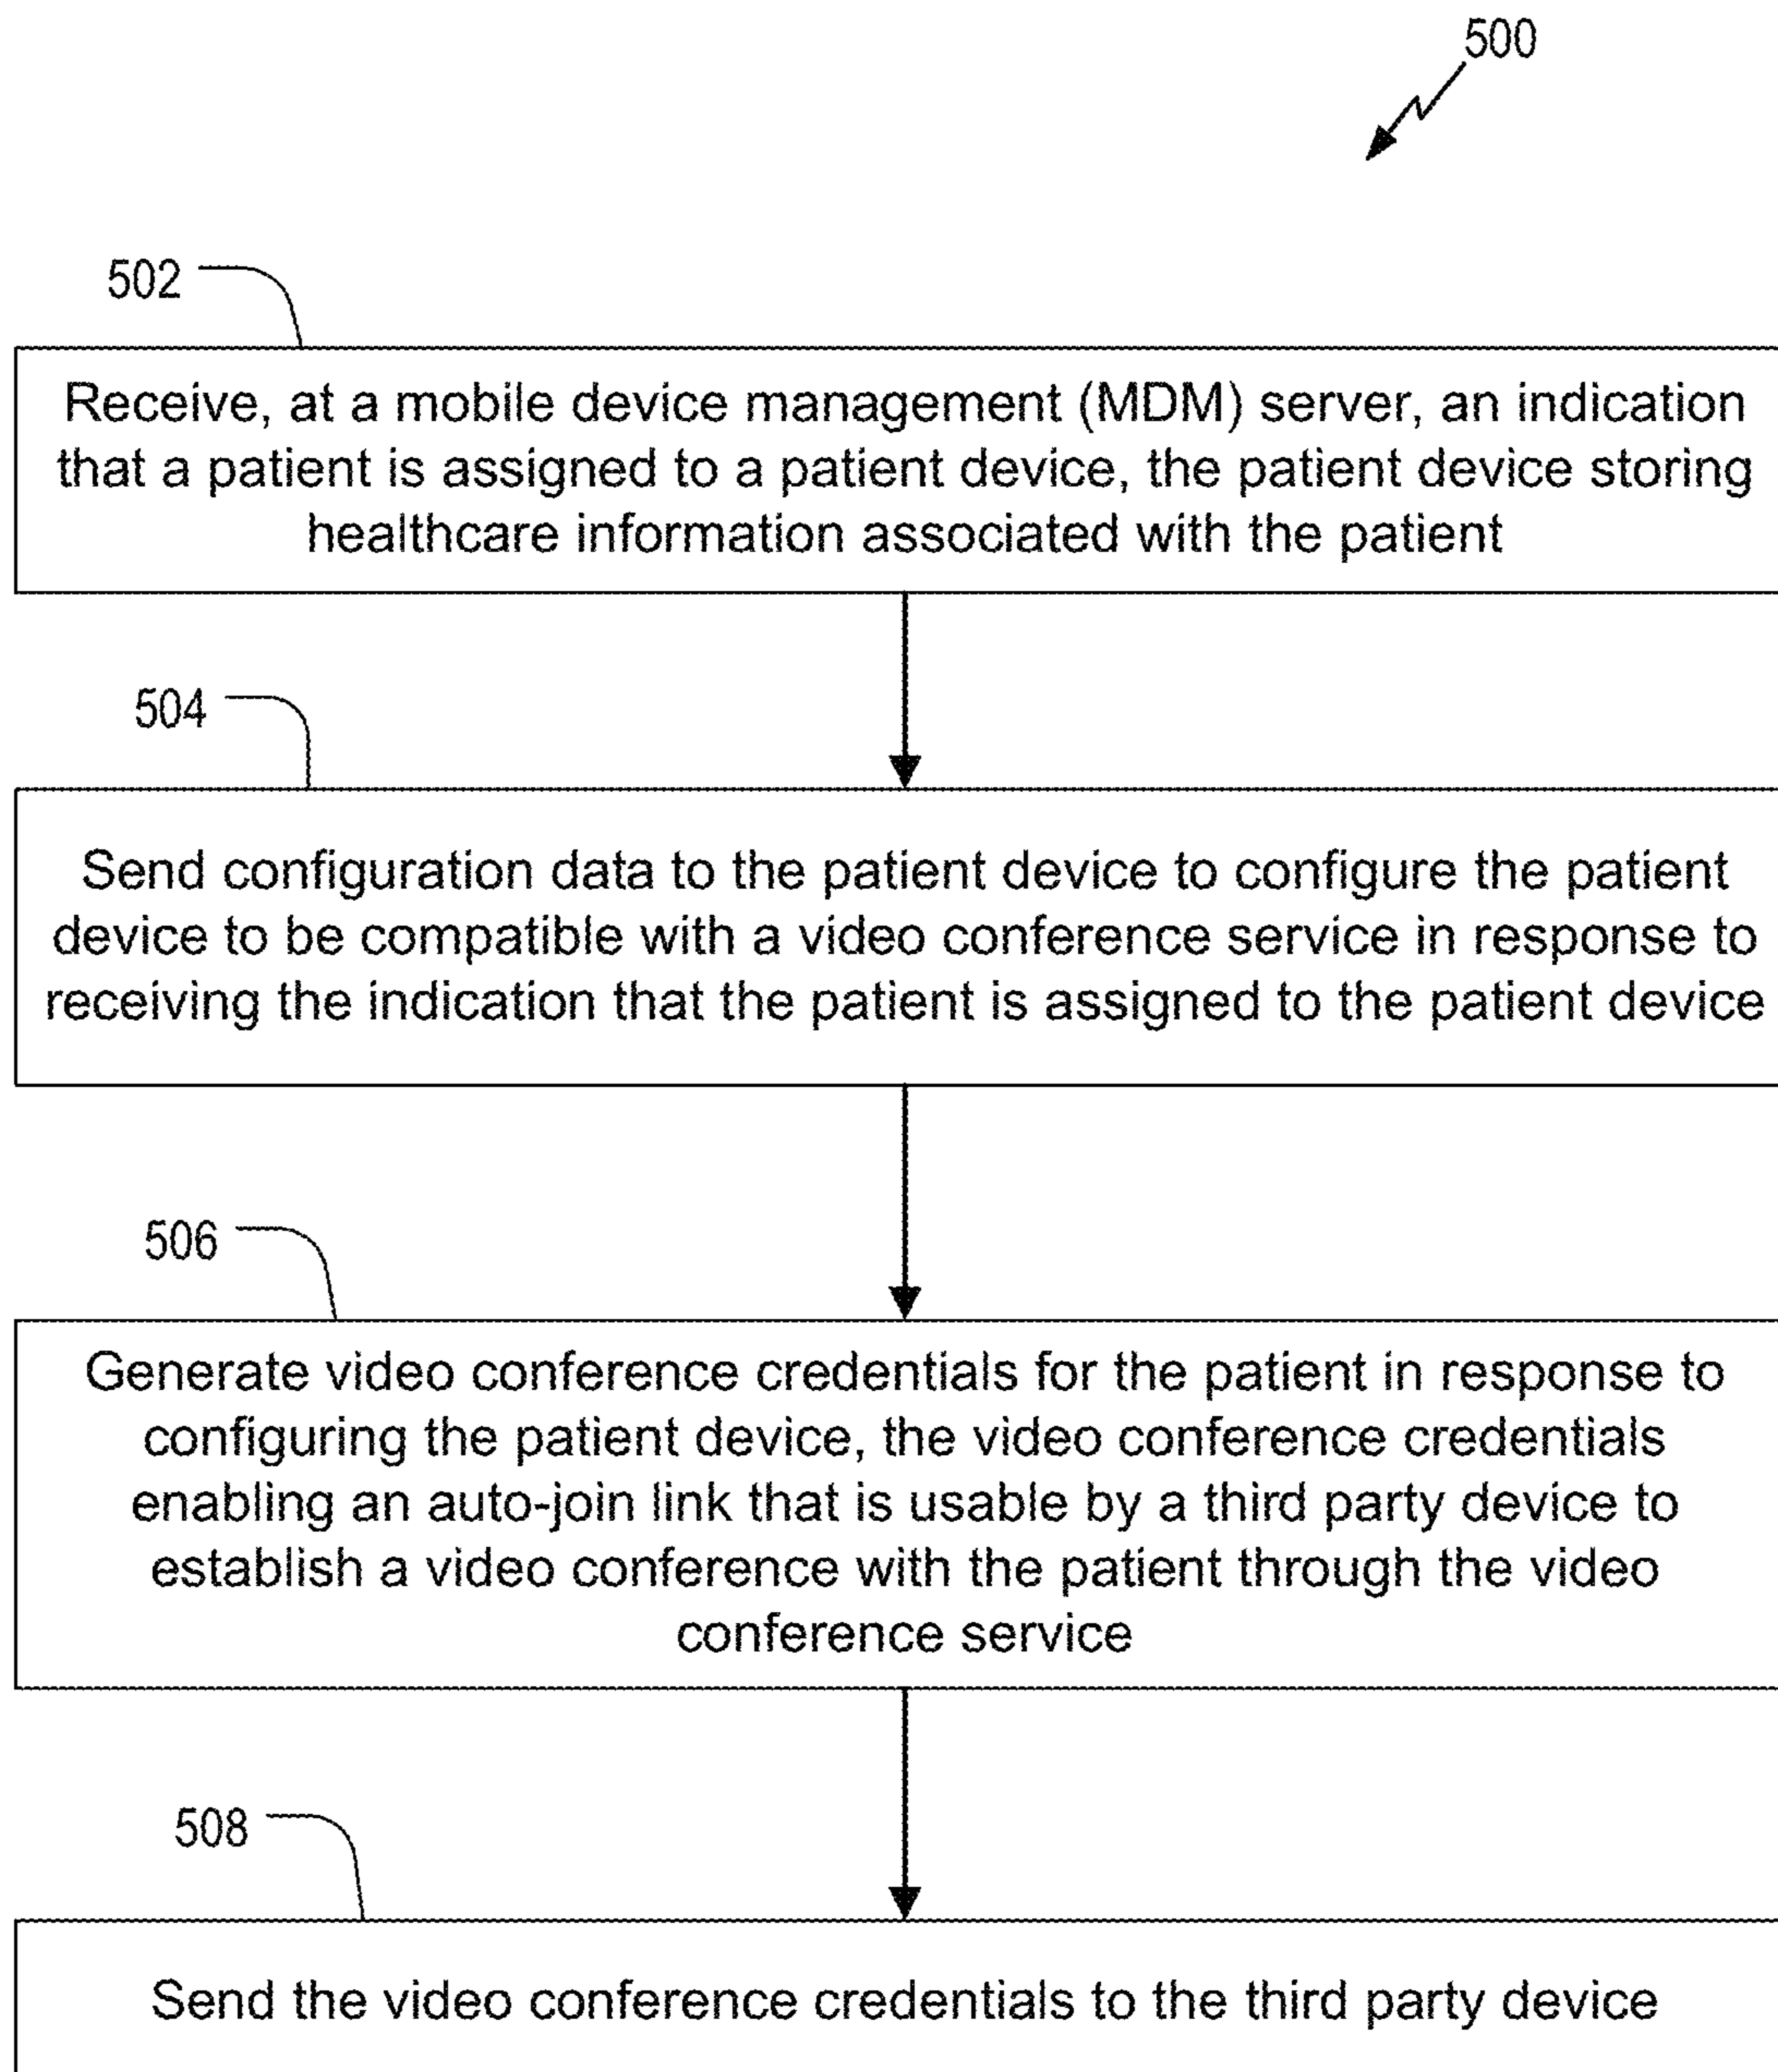 500
502
Receive, at a mobile device management (MDM) server, an indication
that a patient is assigned to a patient device, the patient device storing
healthcare information associated with the patient
504
Send configuration data to the patient device to configure the patient
device to be compatible with a video conference service in response to
receiving the indication that the patient is assigned to the patient device
506
Generate video conference credentials for the patient in response to
configuring the patient device, the video conference credentials
enabling an auto-join link that is usable by a third party device to
establish a video conference with the patient through the video
conference service
508
Send the video conference credentials to the third party device